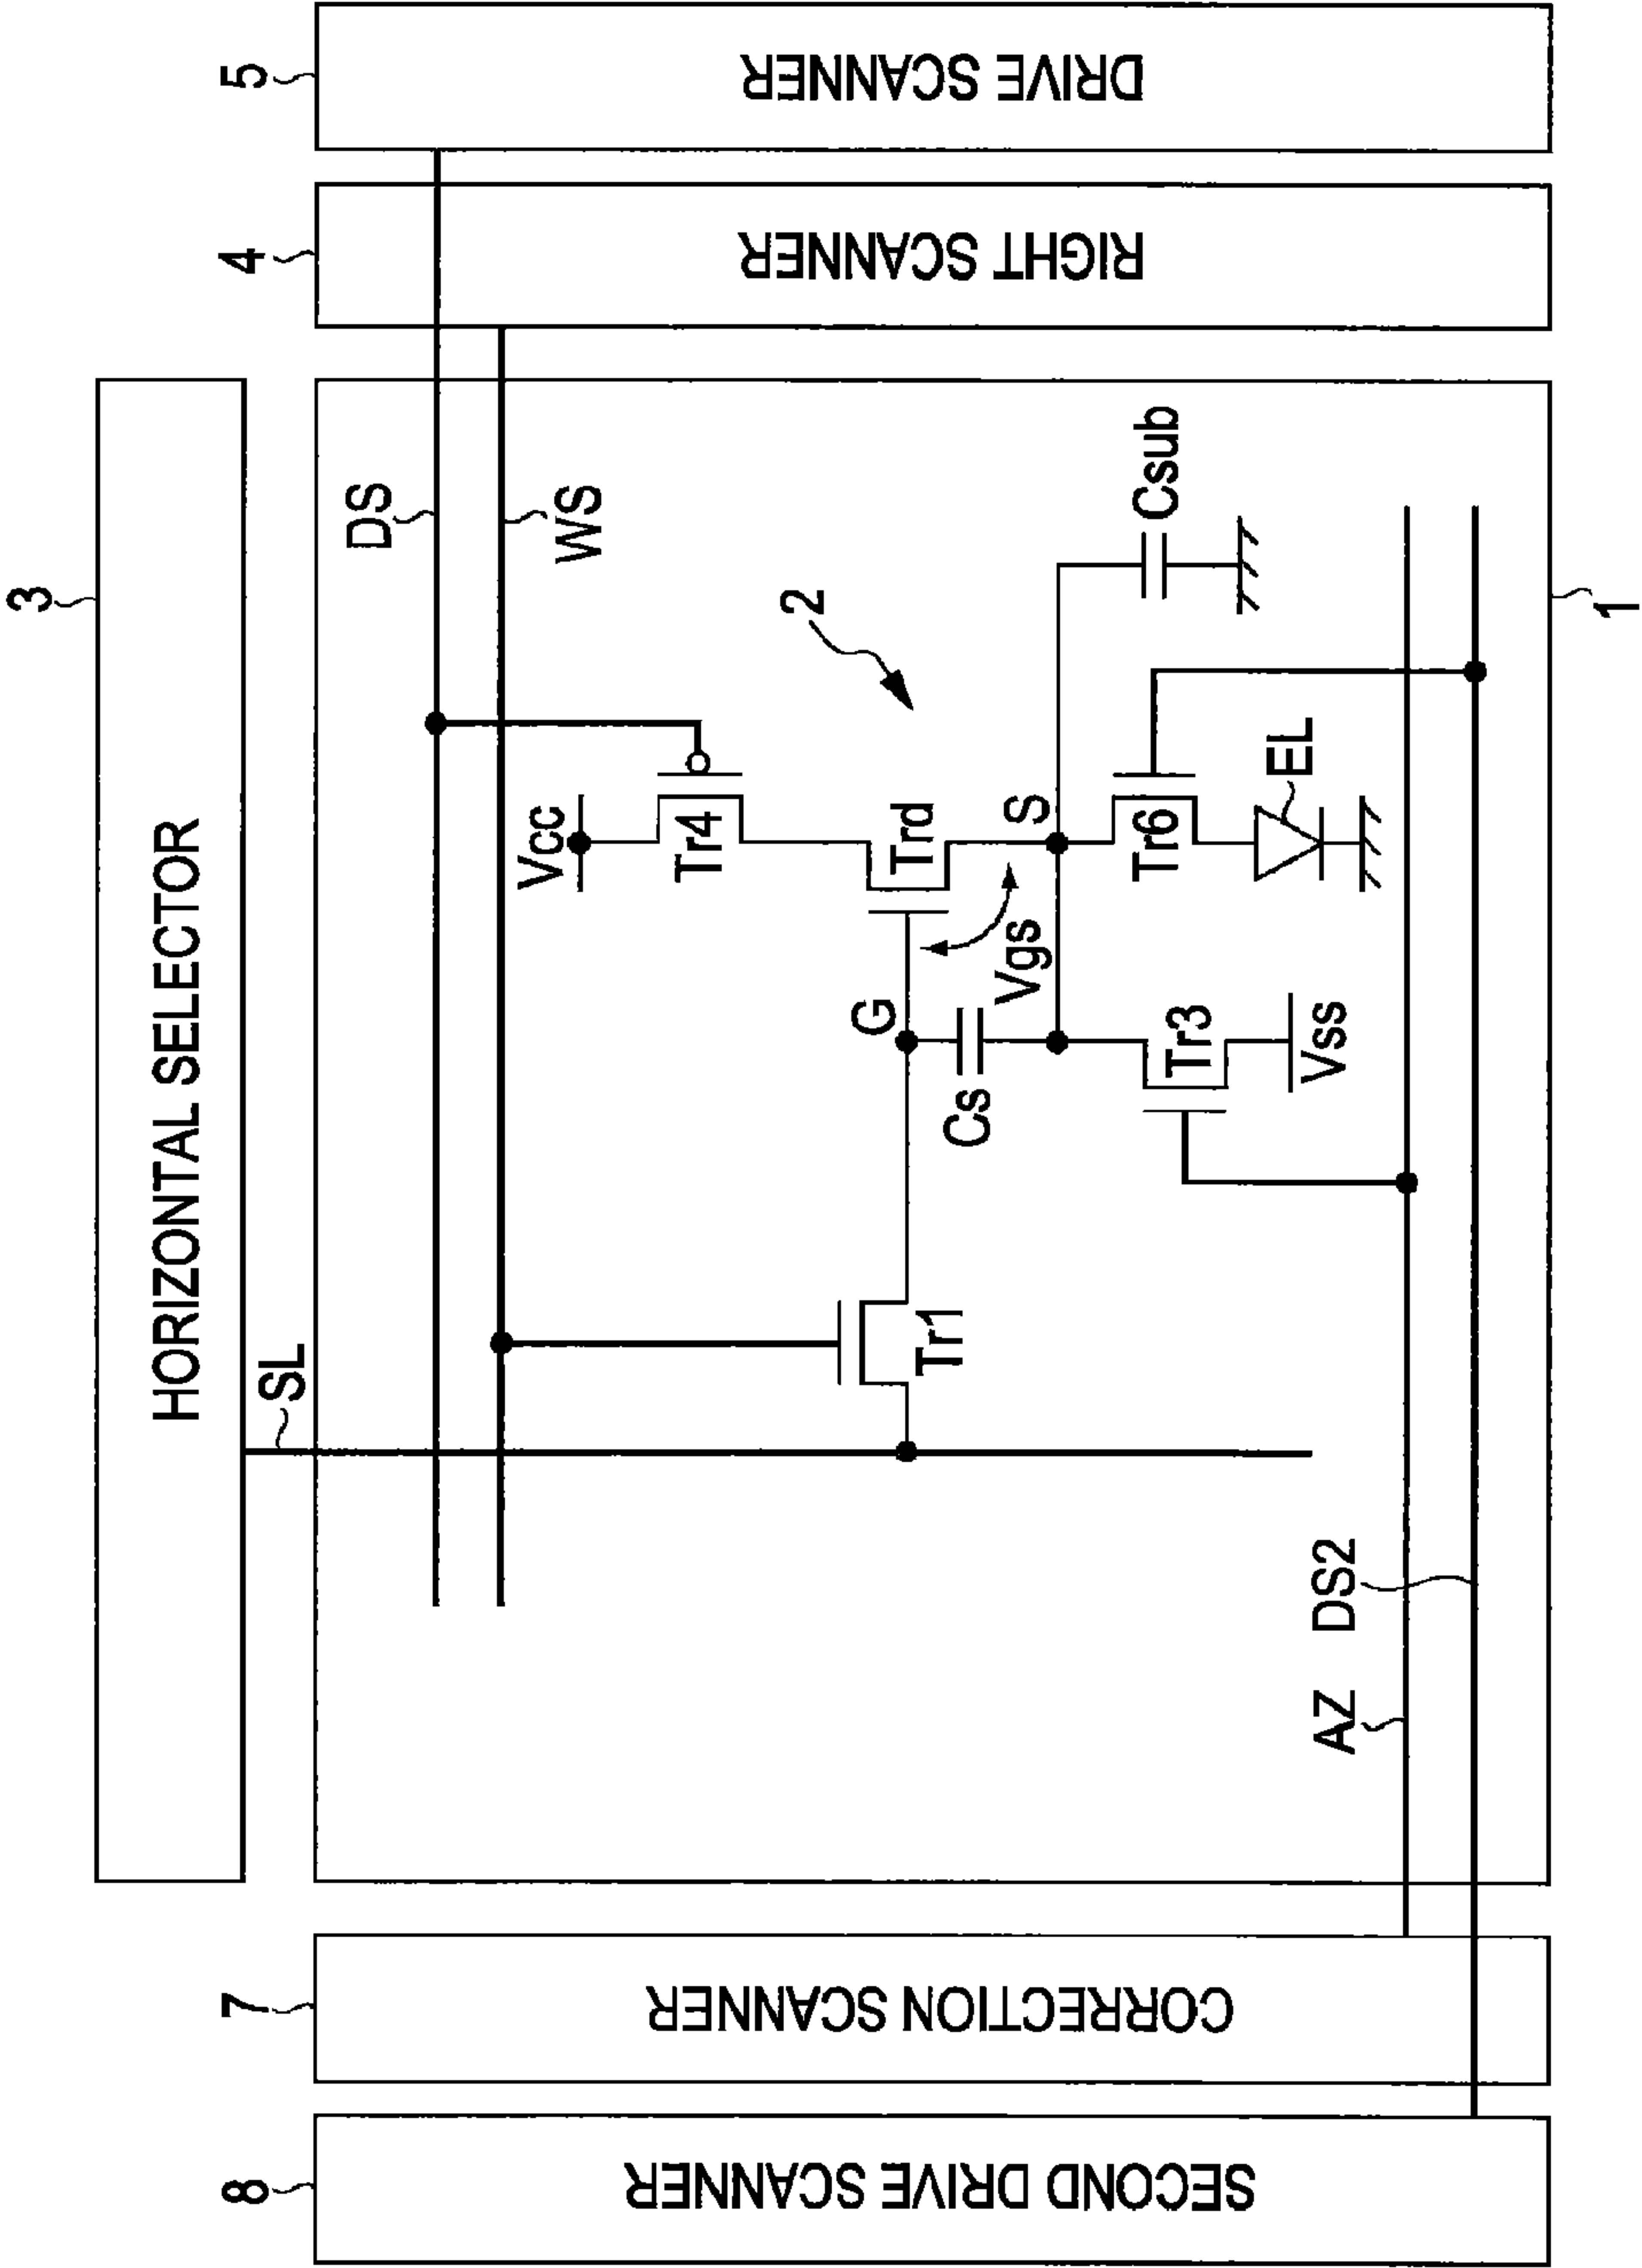 3
HORIZONTAL SELECTOR
SL
8
SECOND DRIVE SCANNER
7
CORRECTION SCANNER
4
RIGHT SCANNER
5
DRIVE SCANNER
DS
WS
Vcc
Tr4
2
Trd
G
Vgs
S
Tr1
Cs
Csub
Tr3
Tr6
Vss
EL
AZ
DS2
1